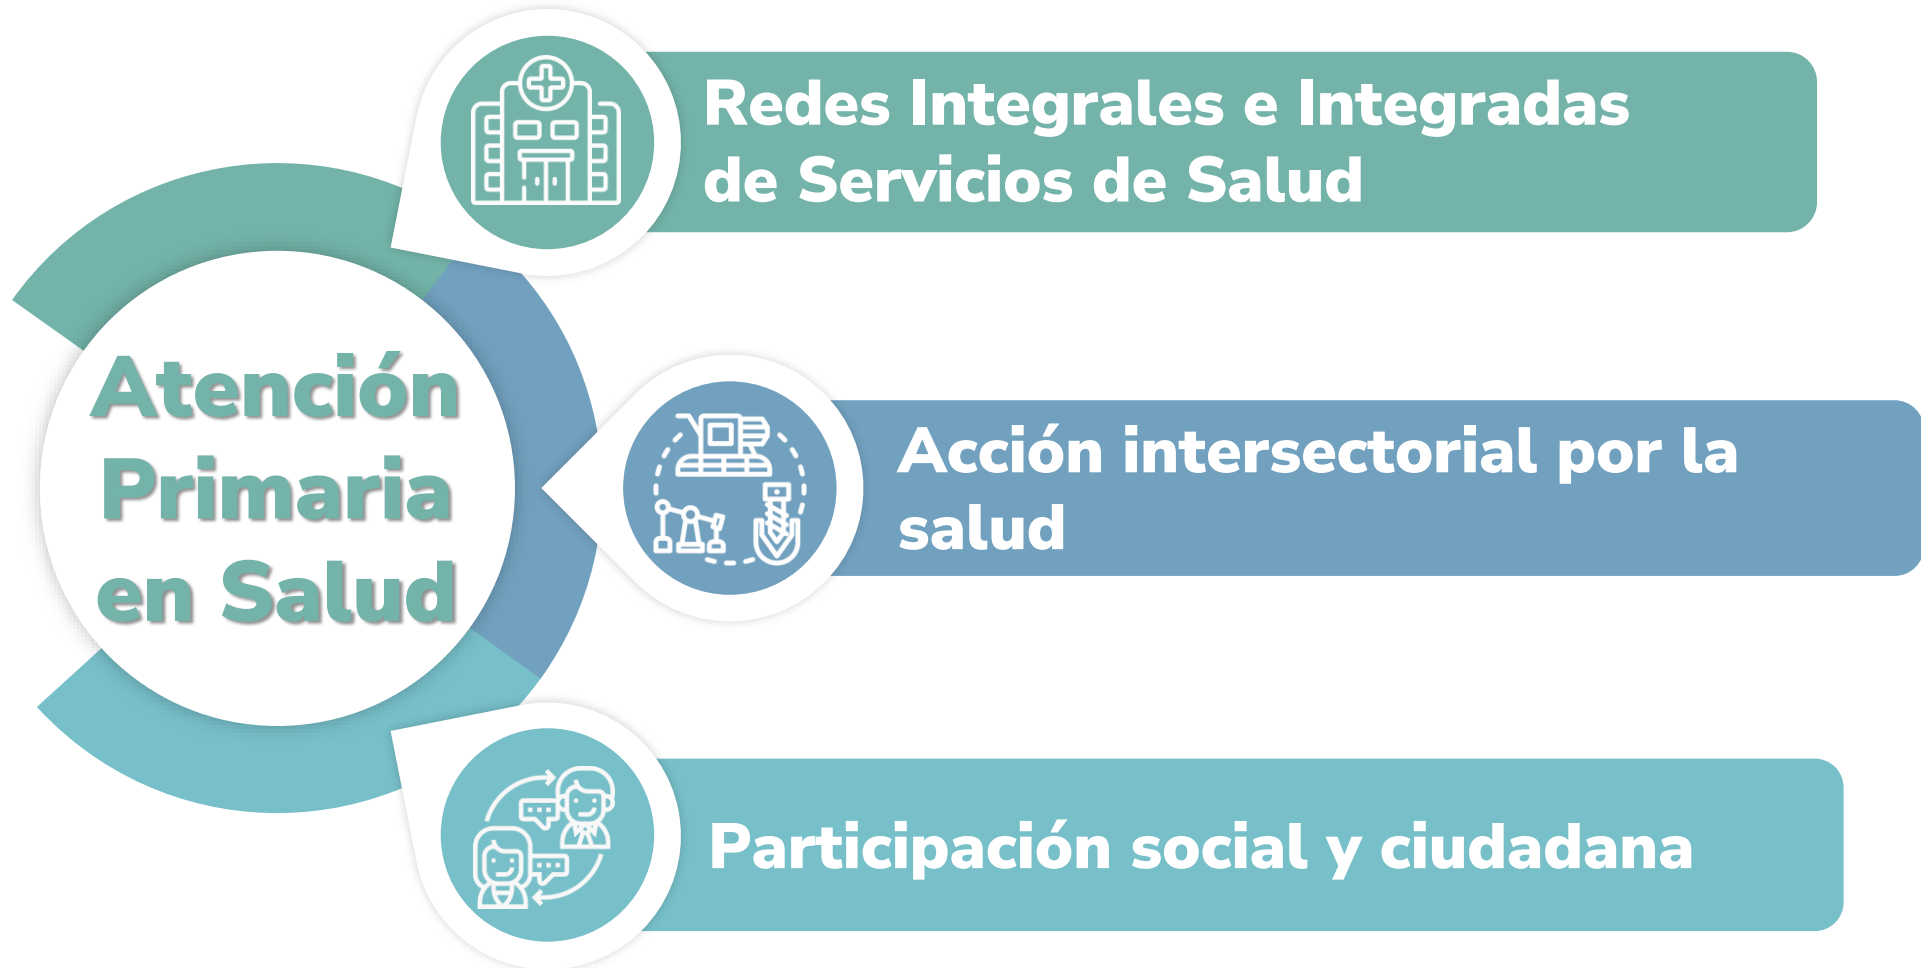 Redes Integrales e Integradas
de Servicios de Salud
Atención
Primaria
en Salud
Acción intersectorial por la
salud
Participación social y ciudadana